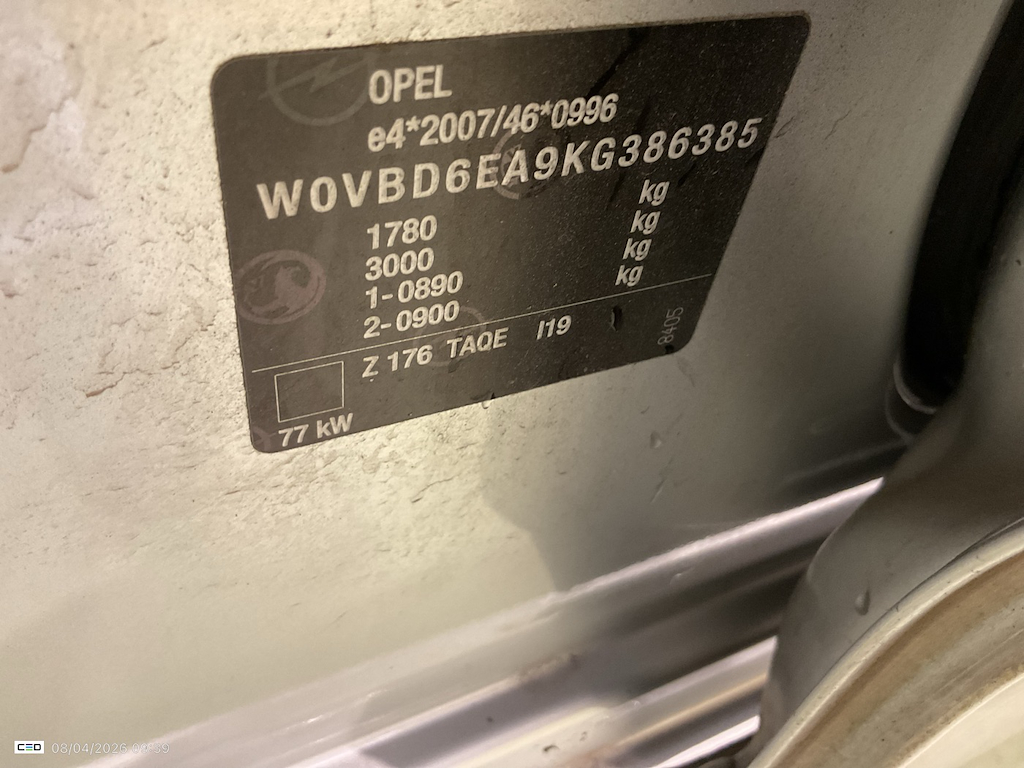 OPEL
e4*2007/46*0996
W0VBD6EA9KG386385
1780 kg
3000 kg
1-0890 kg
2-0900 kg
Z 176 TAQE I19
8405
77 kW
08/04/2026